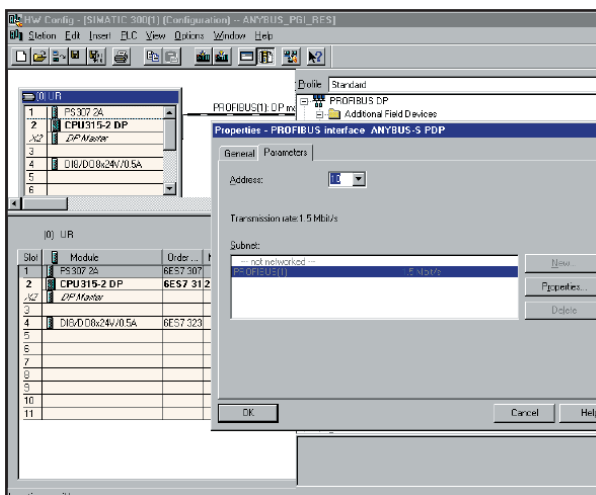 HW Config - [SIMATIC 300(1) (Configuration) -- ANYBUS_PBI_RES]
Station Edit Insert PLC View Options Window Help
Profile Standard
PROFIBUS DP
Additional Field Devices
(0) UR
1 PS307 2A
2 CPU315-2 DP
X2 DP Master
3
4 DI8/DO8x24V/0.5A
5
6
PROFIBUS(1): DP
Properties - PROFIBUS interface ANYBUS-S PDP
General Parameters
Address: 10
Transmission rate: 1.5 Mbit/s
Subnet:
--- not networked ---
PROFIBUS(1) 1.5 Mbit/s
New...
Properties...
Delete
OK Cancel Help
(0) UR
Slot Module Order ...
1 PS307 2A 6ES7 307
2 CPU315-2 DP 6ES7 312
X2 DP Master
3
4 DI8/DO8x24V/0.5A 6ES7 323
5
6
7
8
9
10
11